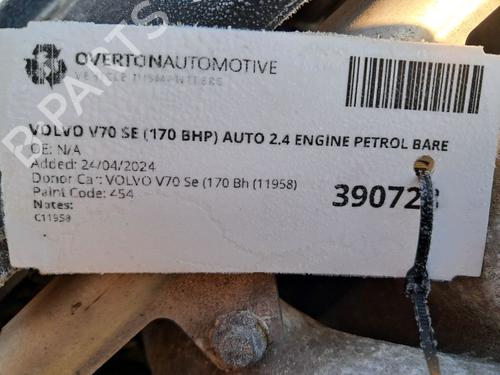 OVERTONAUTOMOTIVE
VEHICLE DISMANTLERS
VOLVO V70 SE (170 BHP) AUTO 2.4 ENGINE PETROL BARE
OE: N/A
Added: 24/04/2024
Donor Car: VOLVO V70 Se (170 Bh (11958)
Paint Code: 454
Notes:
C11958
B-PARTS